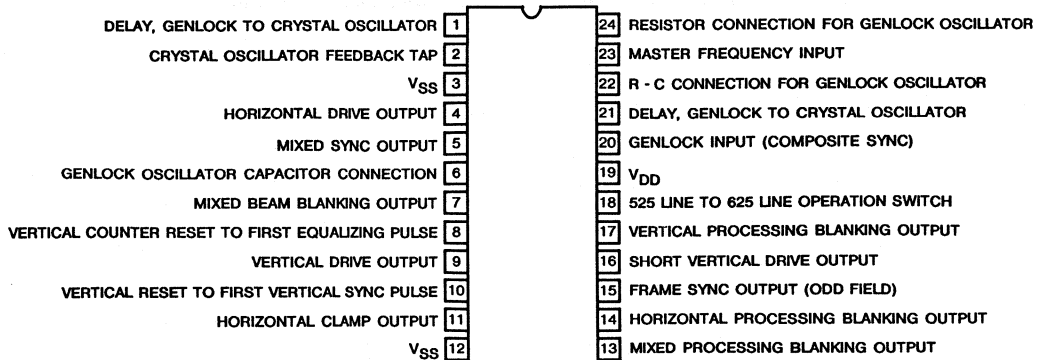 DELAY, GENLOCK TO CRYSTAL OSCILLATOR 1
CRYSTAL OSCILLATOR FEEDBACK TAP 2
VSS 3
HORIZONTAL DRIVE OUTPUT 4
MIXED SYNC OUTPUT 5
GENLOCK OSCILLATOR CAPACITOR CONNECTION 6
MIXED BEAM BLANKING OUTPUT 7
VERTICAL COUNTER RESET TO FIRST EQUALIZING PULSE 8
VERTICAL DRIVE OUTPUT 9
VERTICAL RESET TO FIRST VERTICAL SYNC PULSE 10
HORIZONTAL CLAMP OUTPUT 11
VSS 12
24 RESISTOR CONNECTION FOR GENLOCK OSCILLATOR
23 MASTER FREQUENCY INPUT
22 R - C CONNECTION FOR GENLOCK OSCILLATOR
21 DELAY, GENLOCK TO CRYSTAL OSCILLATOR
20 GENLOCK INPUT (COMPOSITE SYNC)
19 VDD
18 525 LINE TO 625 LINE OPERATION SWITCH
17 VERTICAL PROCESSING BLANKING OUTPUT
16 SHORT VERTICAL DRIVE OUTPUT
15 FRAME SYNC OUTPUT (ODD FIELD)
14 HORIZONTAL PROCESSING BLANKING OUTPUT
13 MIXED PROCESSING BLANKING OUTPUT